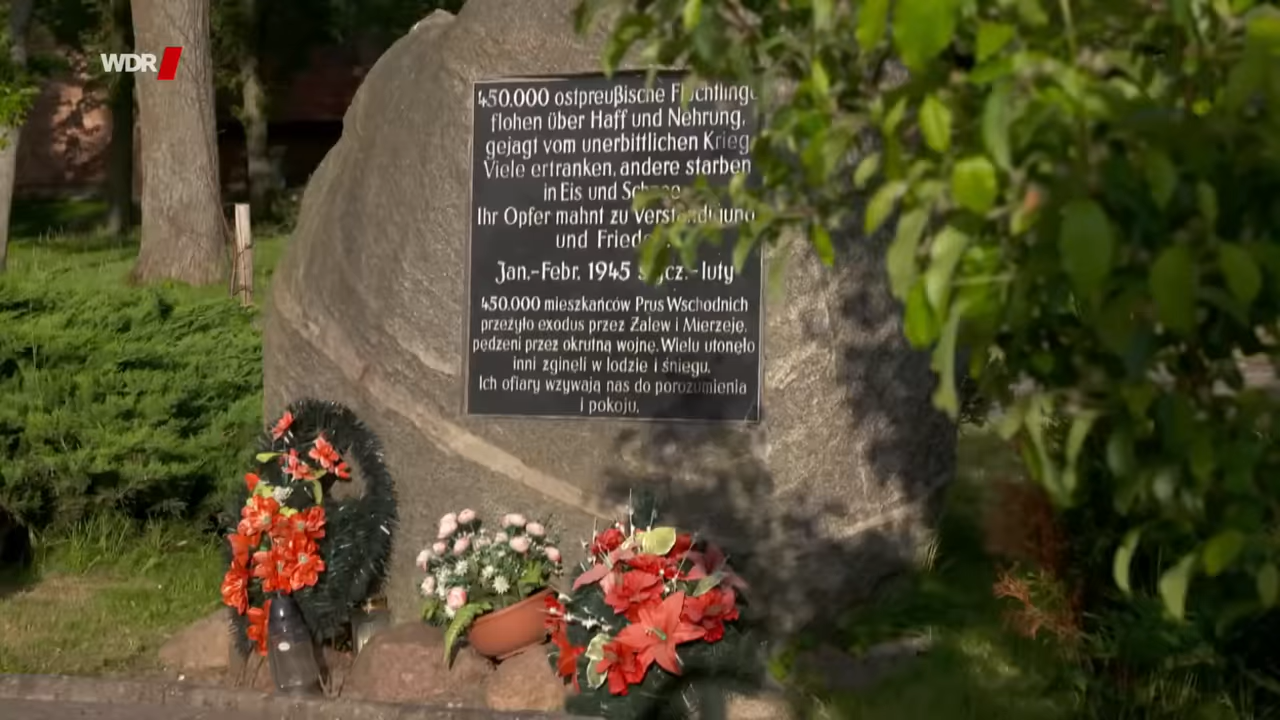 WDR
450.000 ostpreußische Flüchtlinge
flohen über Haff und Nehrung,
gejagt vom unerbittlichen Krieg
Viele ertranken, andere starben
in Eis und Schnee
Ihr Opfer mahnt zu Verständigung
und Frieden
Jan.-Febr. 1945 stycz.-luty
450.000 mieszkańców Prus Wschodnich
przeżyło exodus przez Zalew i Mierzeję,
pędzeni przez okrutną wojnę. Wielu utonęło
inni zginęli w lodzie i śniegu.
Ich ofiary wzywają nas do porozumienia
i pokoju.